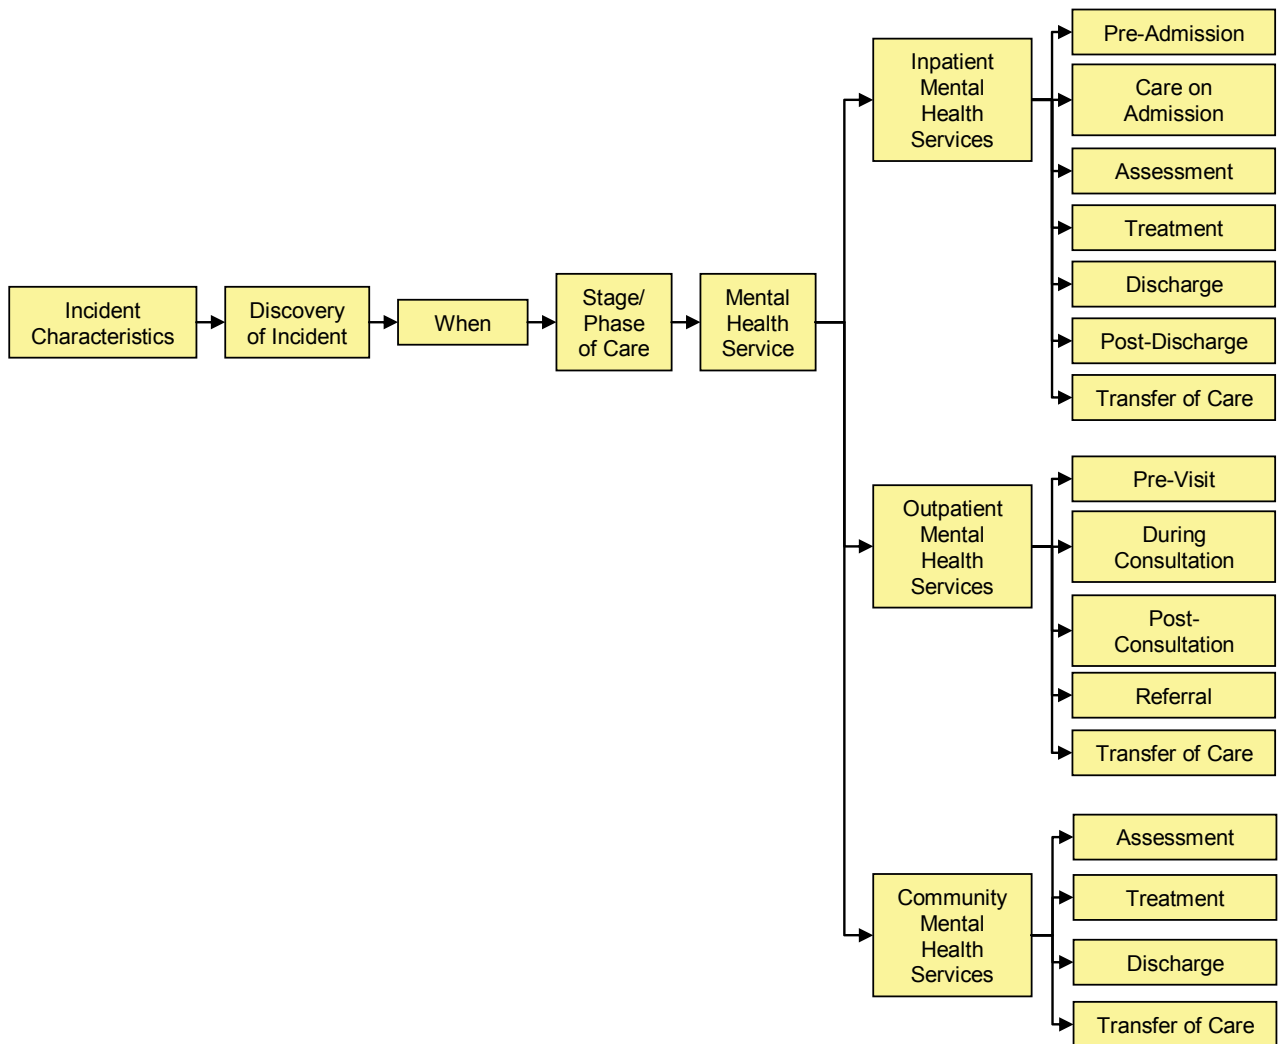 Incident
Characteristics
Discovery
of Incident
When
Stage/
Phase
of Care
Mental
Health
Service
Inpatient
Mental
Health
Services
Pre-Admission
Care on
Admission
Assessment
Treatment
Discharge
Post-Discharge
Transfer of Care
Outpatient
Mental
Health
Services
Pre-Visit
During
Consultation
Post-
Consultation
Referral
Transfer of Care
Community
Mental
Health
Services
Assessment
Treatment
Discharge
Transfer of Care